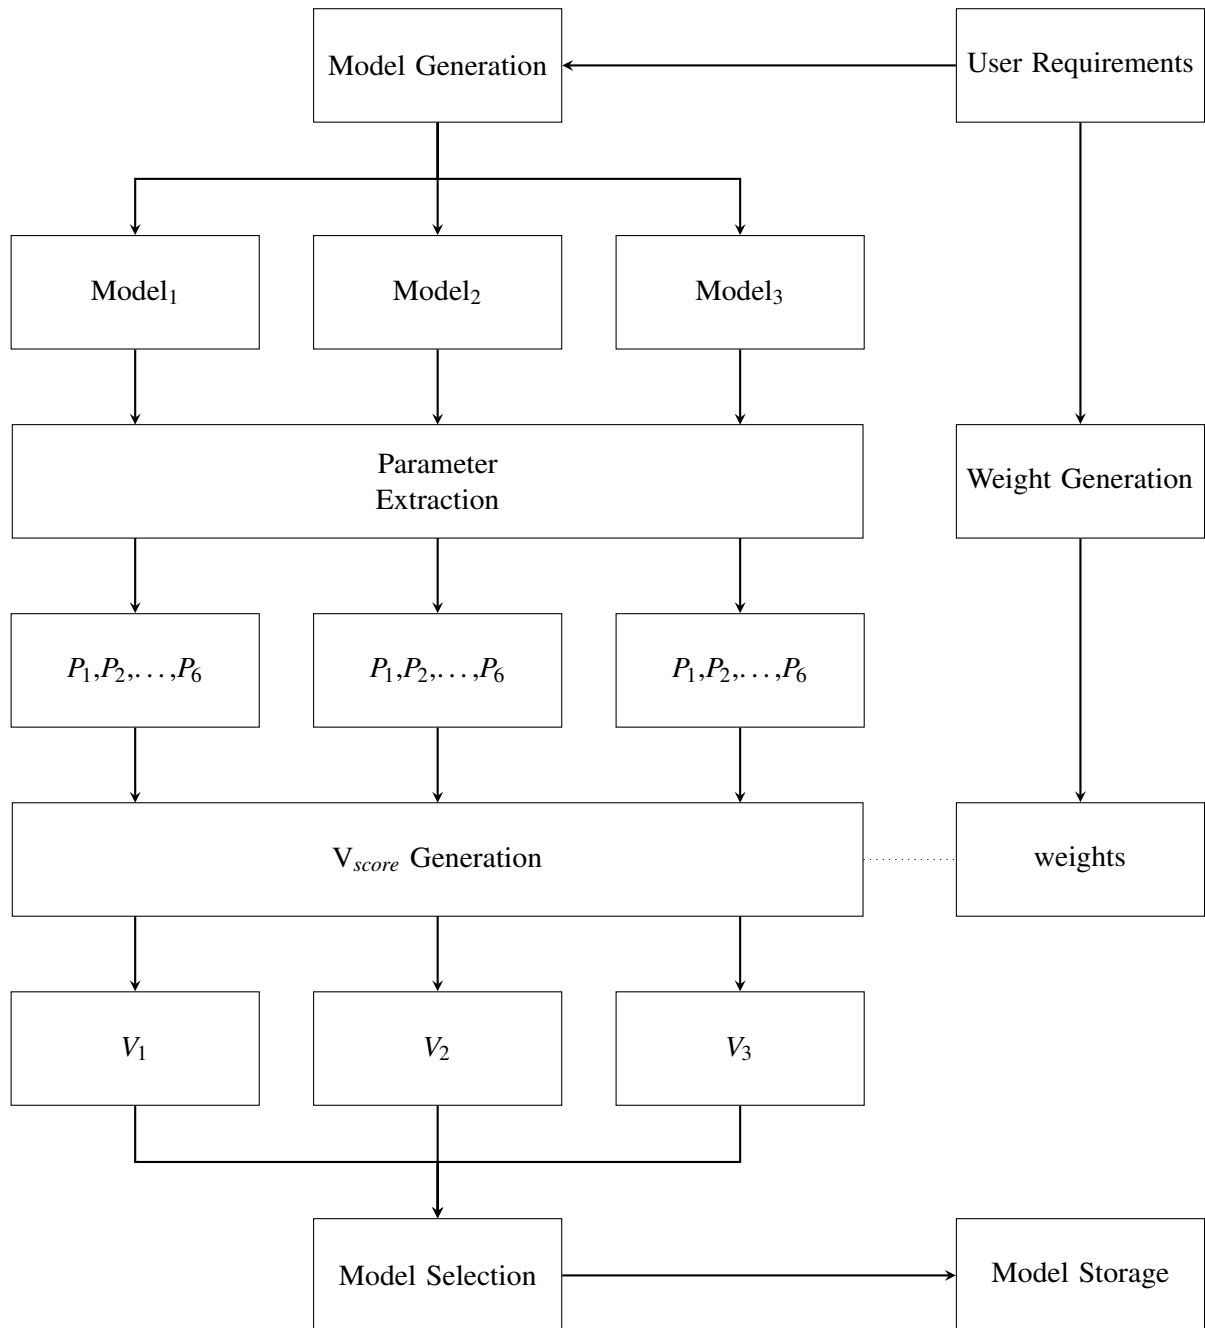 Model Generation
User Requirements
Model₁
Model₂
Model₃
Parameter
Extraction
Weight Generation
P₁,P₂,...,P₆
P₁,P₂,...,P₆
P₁,P₂,...,P₆
Vscore Generation
weights
V₁
V₂
V₃
Model Selection
Model Storage